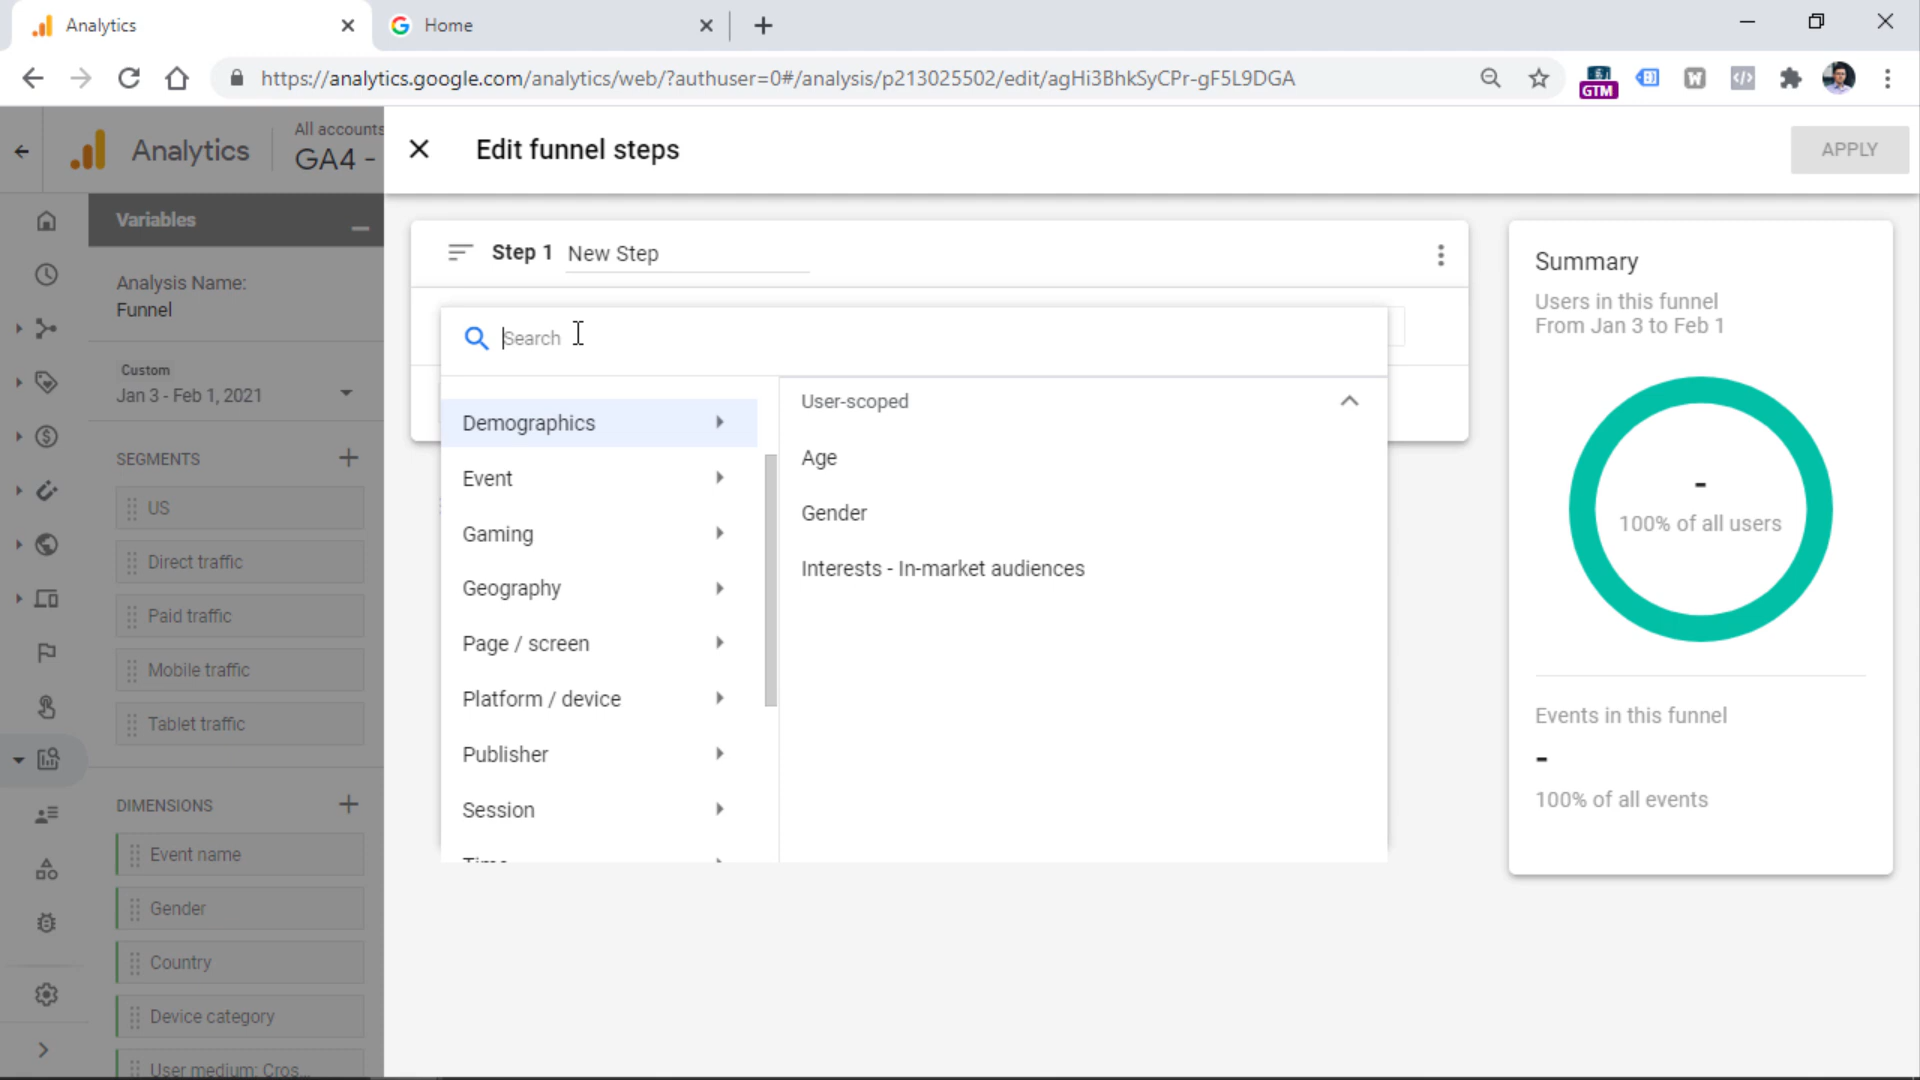 Analytics
Home
https://analytics.google.com/analytics/web/?authuser=0#/analysis/p213025502/edit/agHi3BhkSyCPr-gF5L9DGA
GTM
W
Analytics
All accounts
GA4 -
Edit funnel steps
APPLY
Variables
Analysis Name:
Funnel
Custom
Jan 3 - Feb 1, 2021
SEGMENTS
US
Direct traffic
Paid traffic
Mobile traffic
Tablet traffic
DIMENSIONS
Event name
Gender
Country
Device category
User medium: Cros...
Step 1 New Step
Search
Demographics
Event
Gaming
Geography
Page / screen
Platform / device
Publisher
Session
Time
User-scoped
Age
Gender
Interests - In-market audiences
Summary
Users in this funnel
From Jan 3 to Feb 1
-
100% of all users
Events in this funnel
-
100% of all events